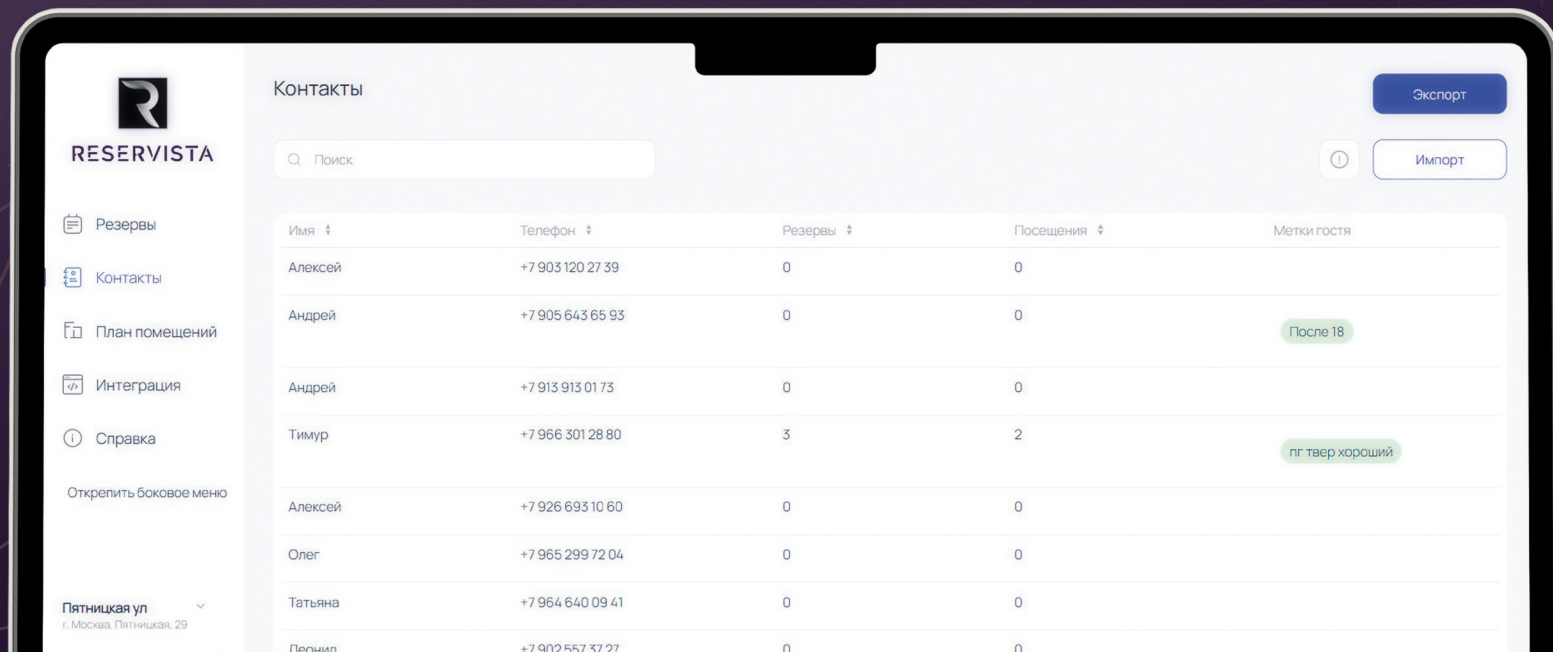 RESERVISTA
Резервы
Контакты
План помещений
Интеграция
Справка
Открепить боковое меню
Пятницкая ул
г. Москва. Пятницкая, 29
Контакты
Экспорт
Поиск
Импорт
Имя Телефон Резервы Посещения Метки гостя
Алексей +7 903 120 27 39 0 0
Андрей +7 905 643 65 93 0 0 После 18
Андрей +7 913 913 01 73 0 0
Тимур +7 966 301 28 80 3 2 пг твер хороший
Алексей +7 926 693 10 60 0 0
Олег +7 965 299 72 04 0 0
Татьяна +7 964 640 09 41 0 0
Леонид +7 902 557 37 27 0 0